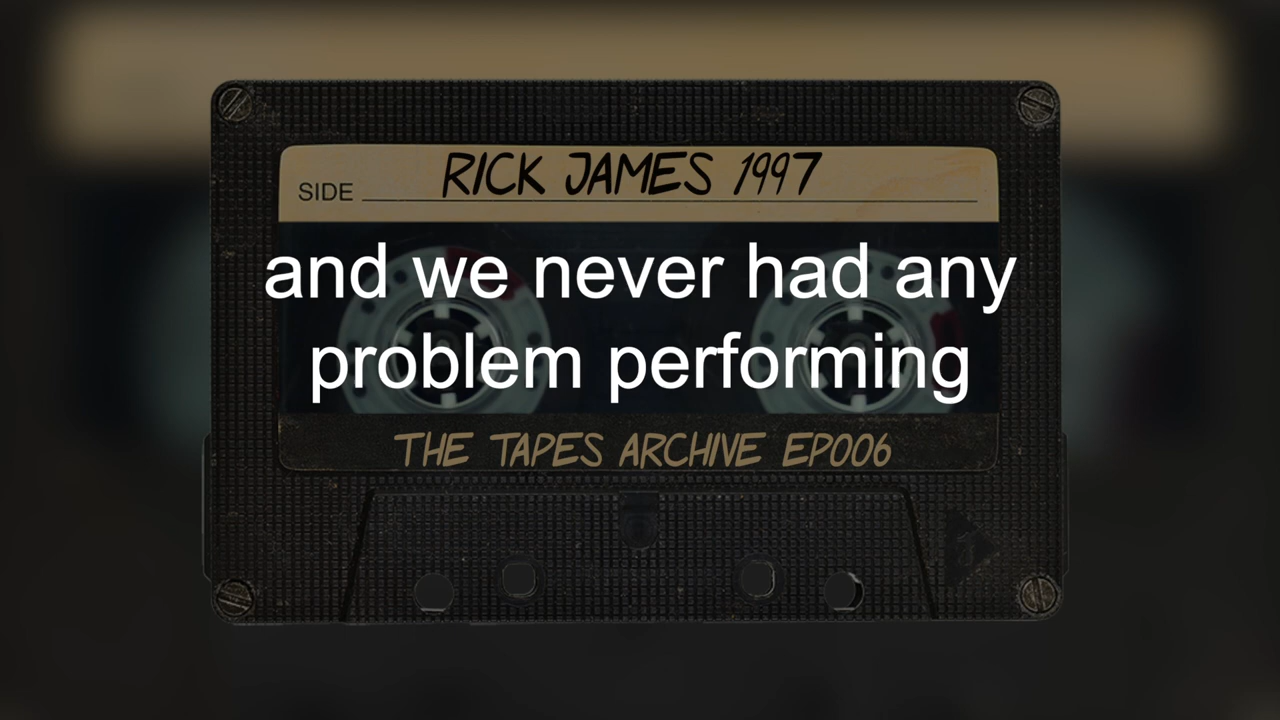 RICK JAMES 1997
SIDE
and we never had any
problem performing
THE TAPES ARCHIVE EP006